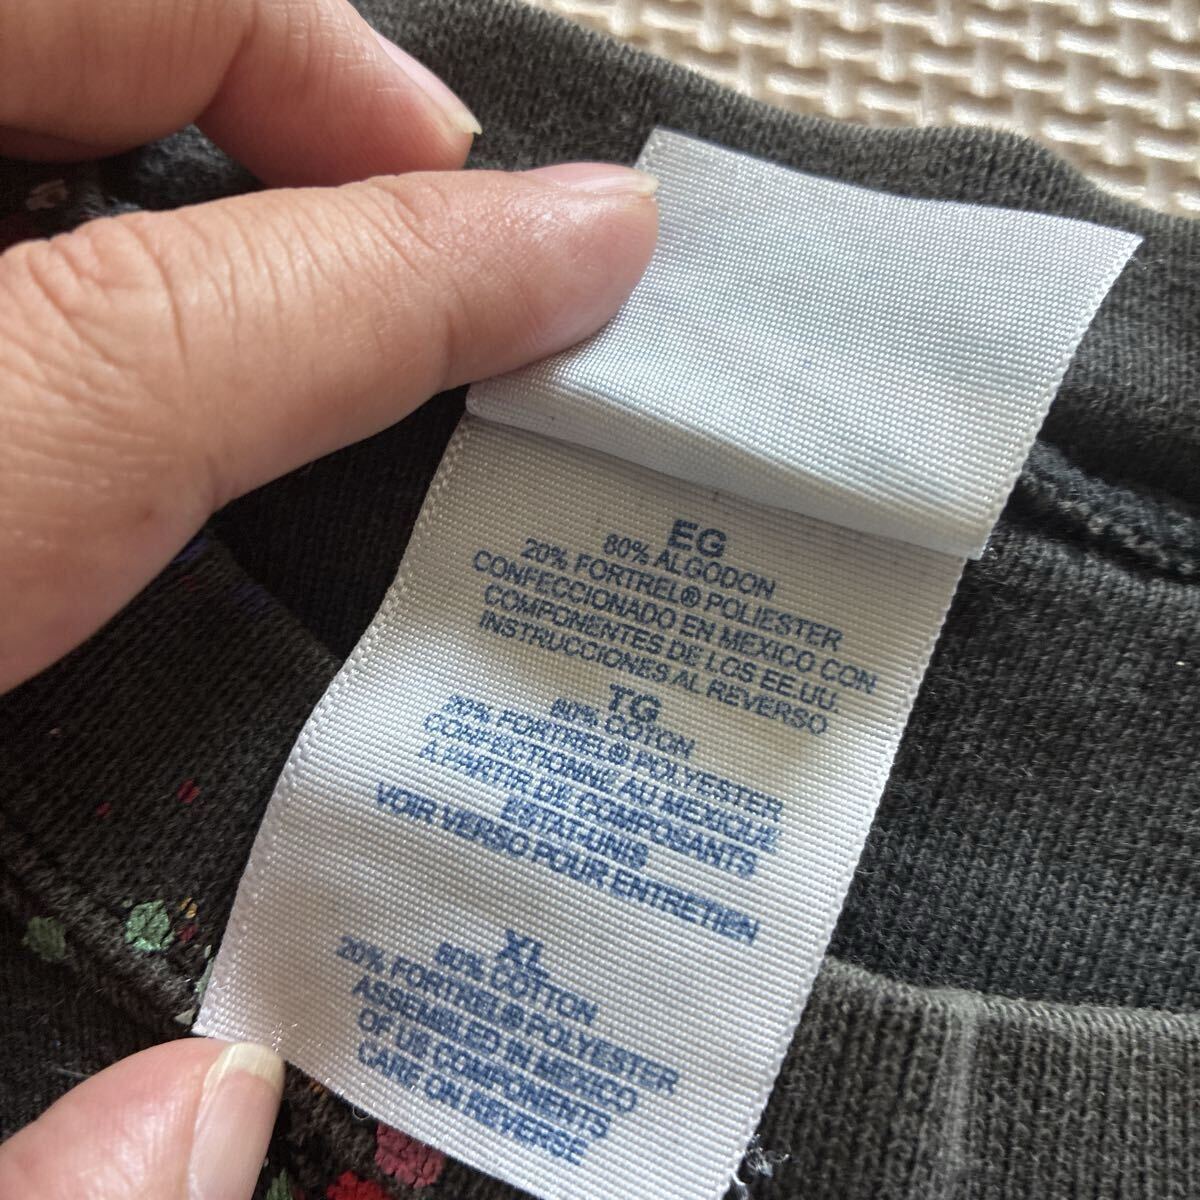 EG
80% ALGODON
20% FORTREL® POLIESTER
CONFECCIONADO EN MEXICO CON
COMPONENTES DE LOS EE.UU.
INSTRUCCIONES AL REVERSO
TG
80% COTON
20% FORTREL® POLYESTER
CONFECTIONNE AU MEXIQUE
À PARTIR DE COMPOSANTS
ESTAT-UNIS
VOIR VERSO POUR ENTRETIEN
XL
80% COTTON
20% FORTREL® POLYESTER
ASSEMBLED IN MEXICO
OF US COMPONENTS
CARE ON REVERSE